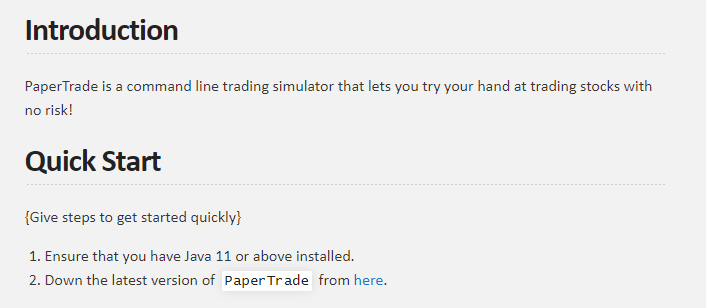 Introduction
PaperTrade is a command line trading simulator that lets you try your hand at trading stocks with
no risk!
Quick Start
{Give steps to get started quickly}
1. Ensure that you have Java 11 or above installed.
2. Down the latest version of PaperTrade from here.